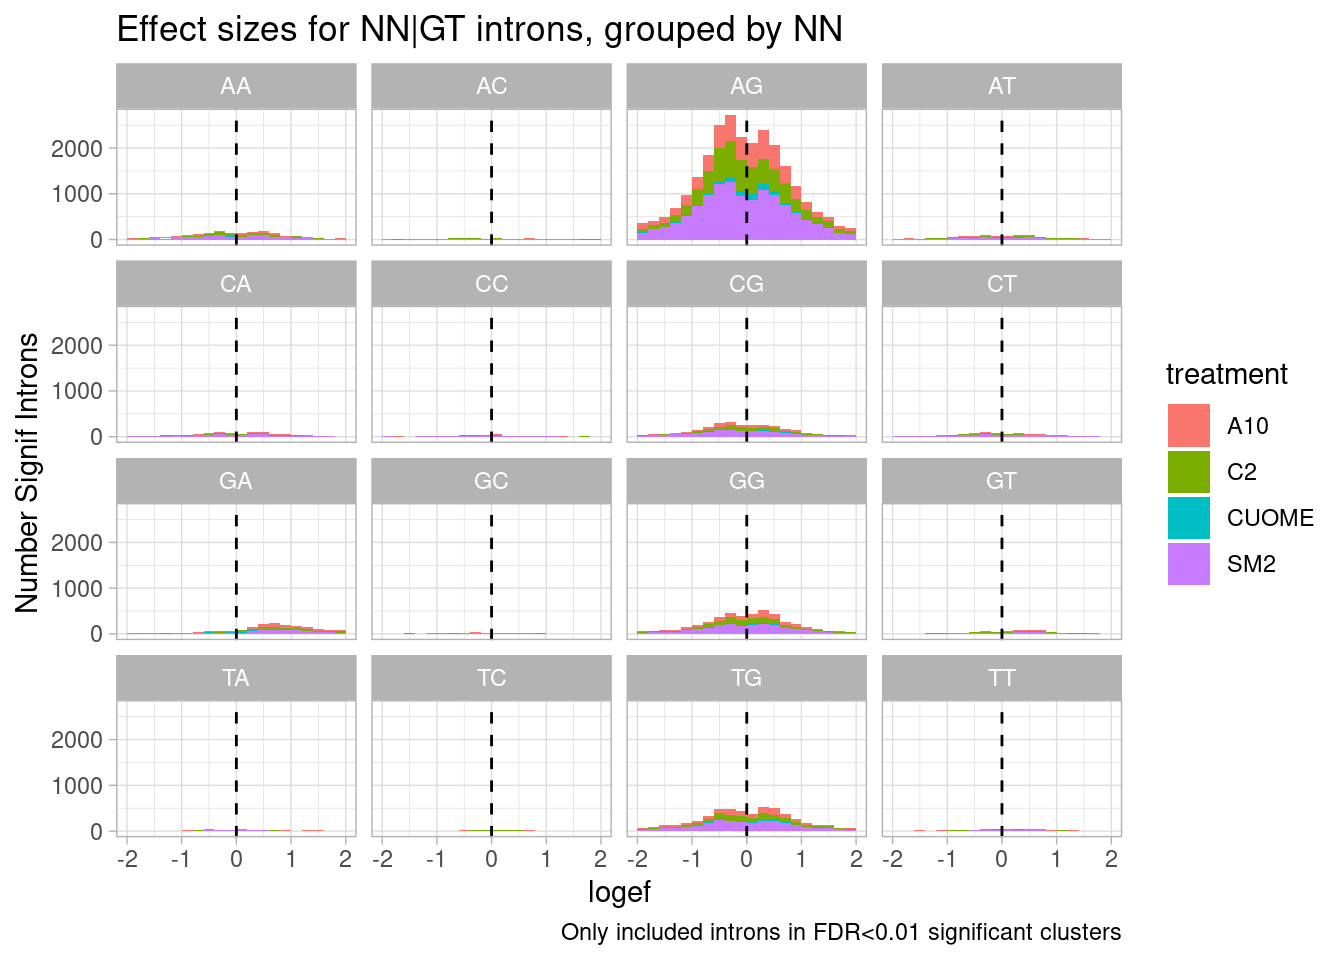 Effect sizes for NN|GT introns, grouped by NN
AA AC AG AT
2000
1000
0
CA CC CG CT
2000
1000
0
GA GC GG GT
2000
1000
0
TA TC TG TT
2000
1000
0
-2 -1 0 1 2 -2 -1 0 1 2 -2 -1 0 1 2 -2 -1 0 1 2
Number Signif Introns
logef
treatment
A10
C2
CUOME
SM2
Only included introns in FDR<0.01 significant clusters